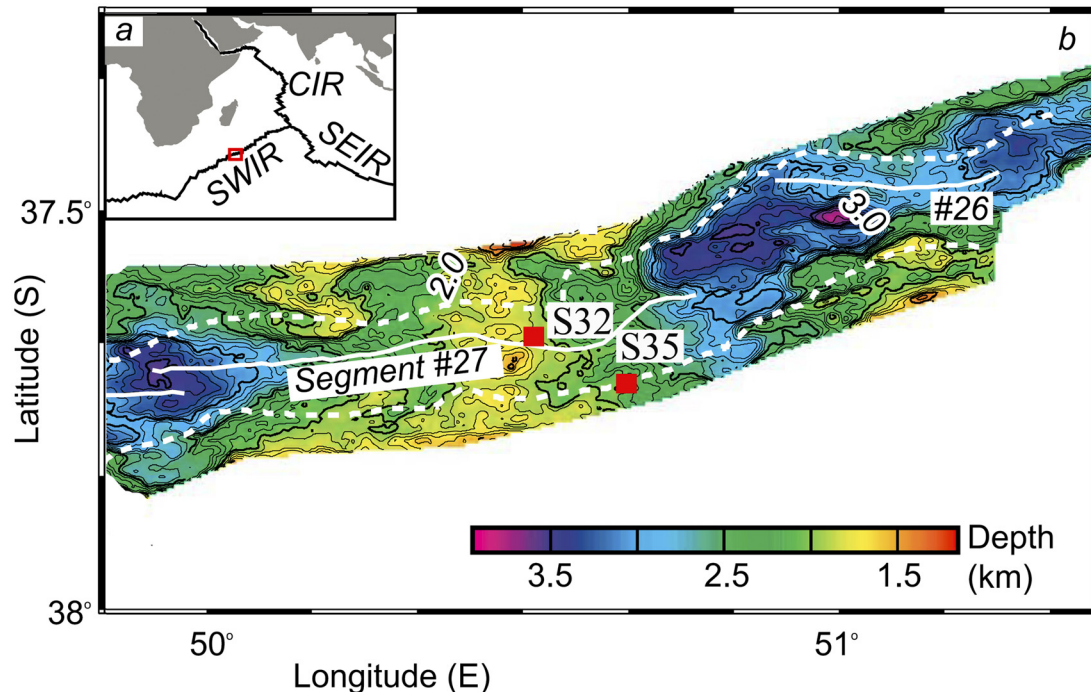 a
b
CIR
SEIR
SWIR
37.5°
3.0
#26
2.0
S32
S35
Segment #27
Latitude (S)
Depth
(km)
3.5
2.5
1.5
38°
50°
51°
Longitude (E)